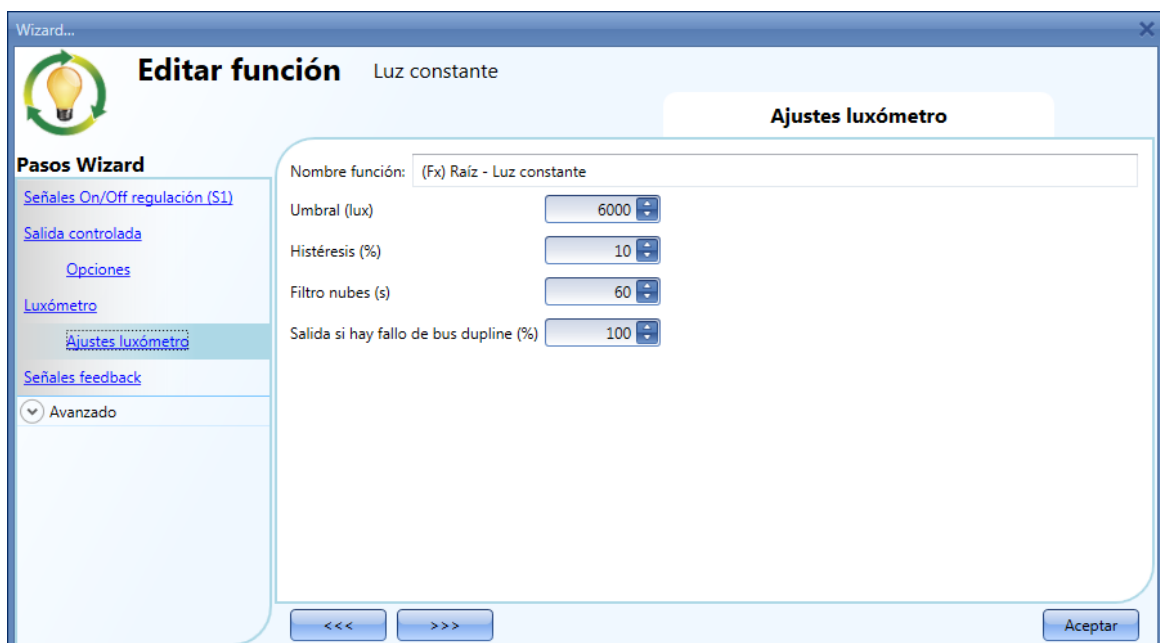 Wizard...
Editar función Luz constante
Ajustes luxómetro
Pasos Wizard
Señales On/Off regulación (S1)
Salida controlada
Opciones
Luxómetro
Ajustes luxómetro
Señales feedback
Avanzado
Nombre función: (Fx) Raíz - Luz constante
Umbral (lux) 6000
Histéresis (%) 10
Filtro nubes (s) 60
Salida si hay fallo de bus dupline (%) 100
<<< >>> Aceptar